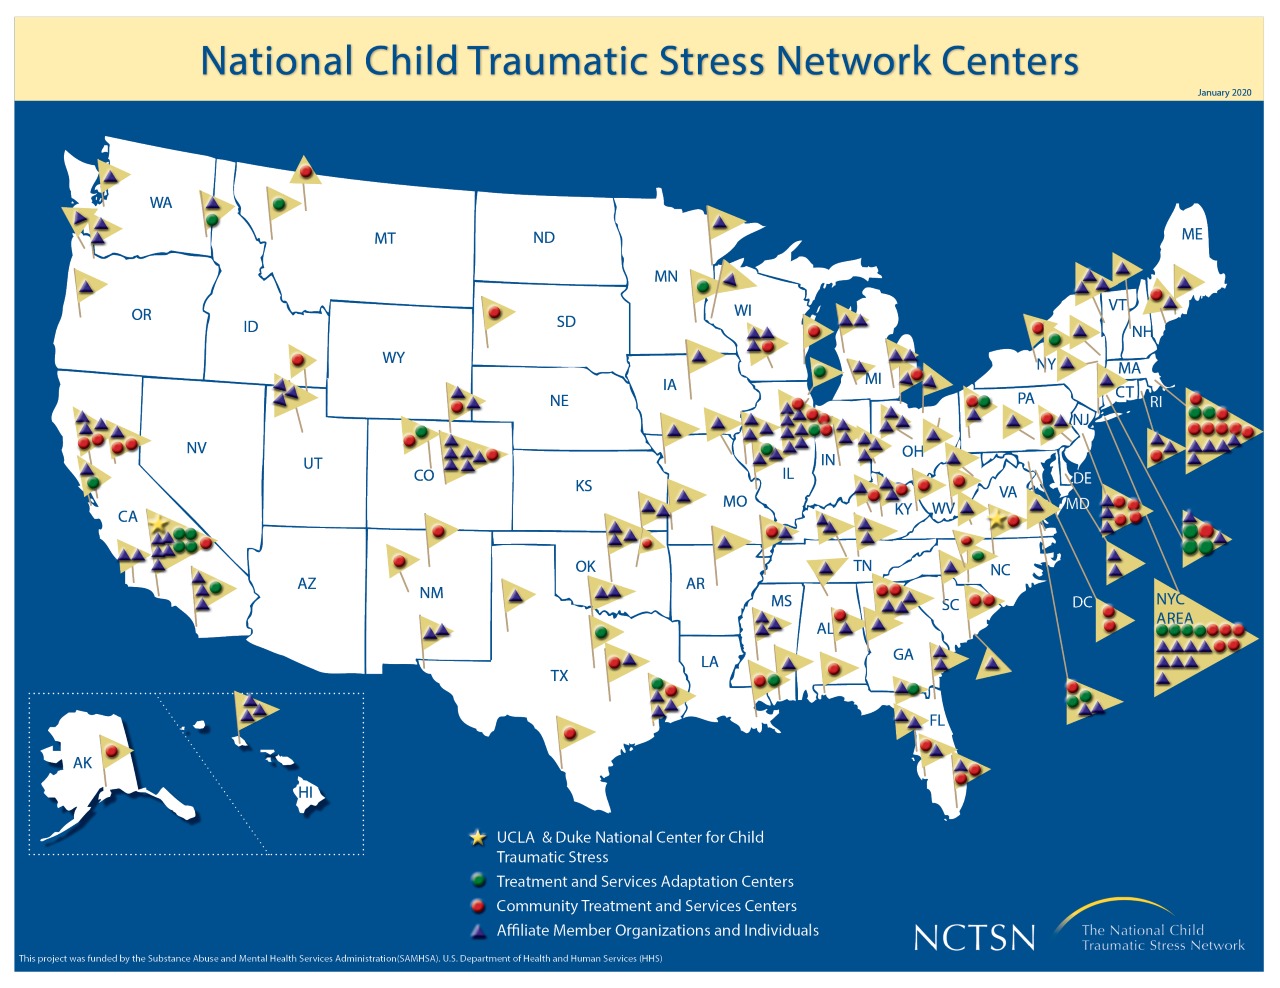 National Child Traumatic Stress Network Centers
January 2020
WA
MT
ND
MN
ME
OR
ID
SD
WI
VT
NH
WY
NY
MA
MI
IA
CT
RI
NE
PA
NJ
NV
UT
CO
IL
IN
OH
KS
MO
KY
WV
VA
DE
MD
CA
OK
TN
NC
AZ
NM
AR
MS
AL
SC
DC
NYC
AREA
GA
LA
TX
FL
AK
HI
UCLA & Duke National Center for Child
Traumatic Stress
Treatment and Services Adaptation Centers
Community Treatment and Services Centers
Affiliate Member Organizations and Individuals
NCTSN
The National Child
Traumatic Stress Network
This project was funded by the Substance Abuse and Mental Health Services Administration(SAMHSA), U.S. Department of Health and Human Services (HHS)